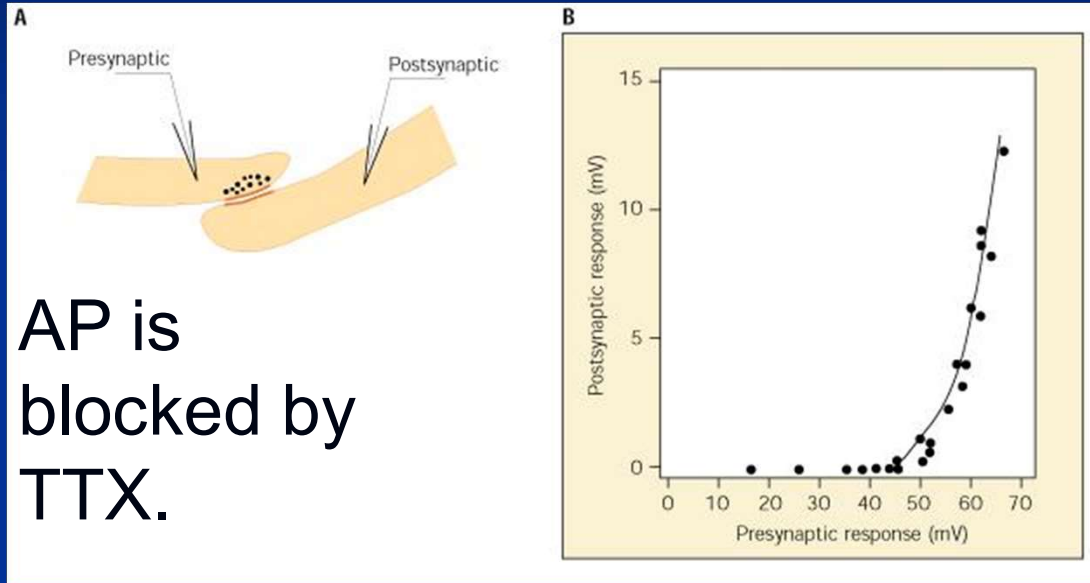 A
Presynaptic
Postsynaptic
AP is
blocked by
TTX.
B
Postsynaptic response (mV)
15
10
5
0
0 10 20 30 40 50 60 70
Presynaptic response (mV)